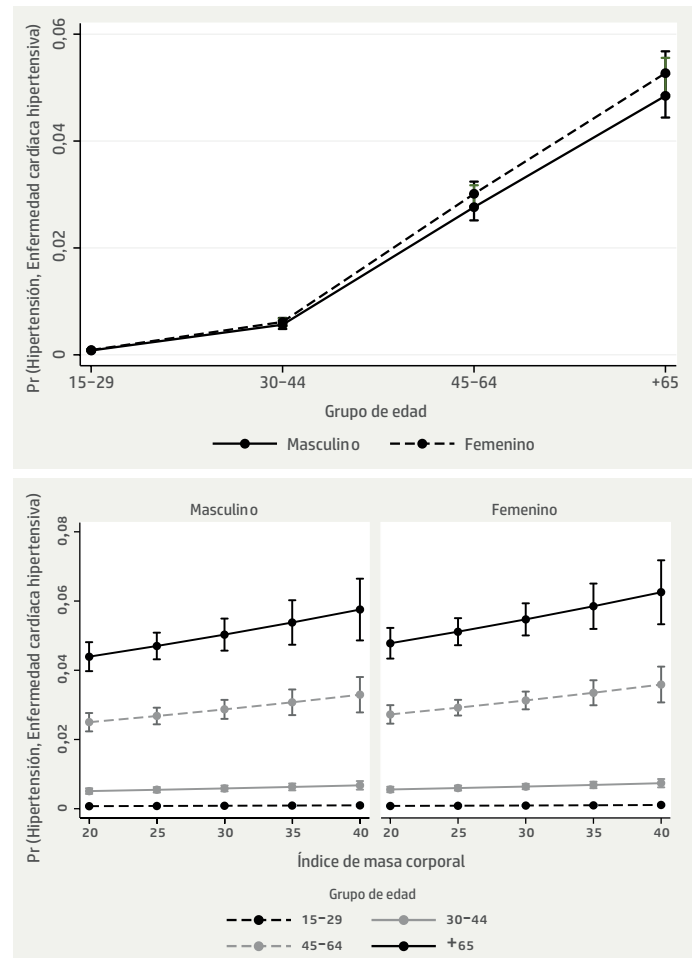 Pr (Hipertensión, Enfermedad cardíaca hipertensiva)
0,06
0,04
0,02
0
15–29 30–44 45–64 +65
Grupo de edad
Masculino Femenino
Masculino Femenino
Pr (Hipertensión, Enfermedad cardíaca hipertensiva)
0,08
0,06
0,04
0,02
0
20 25 30 35 40 20 25 30 35 40
Índice de masa corporal
Grupo de edad
15–29 30–44
45–64 +65